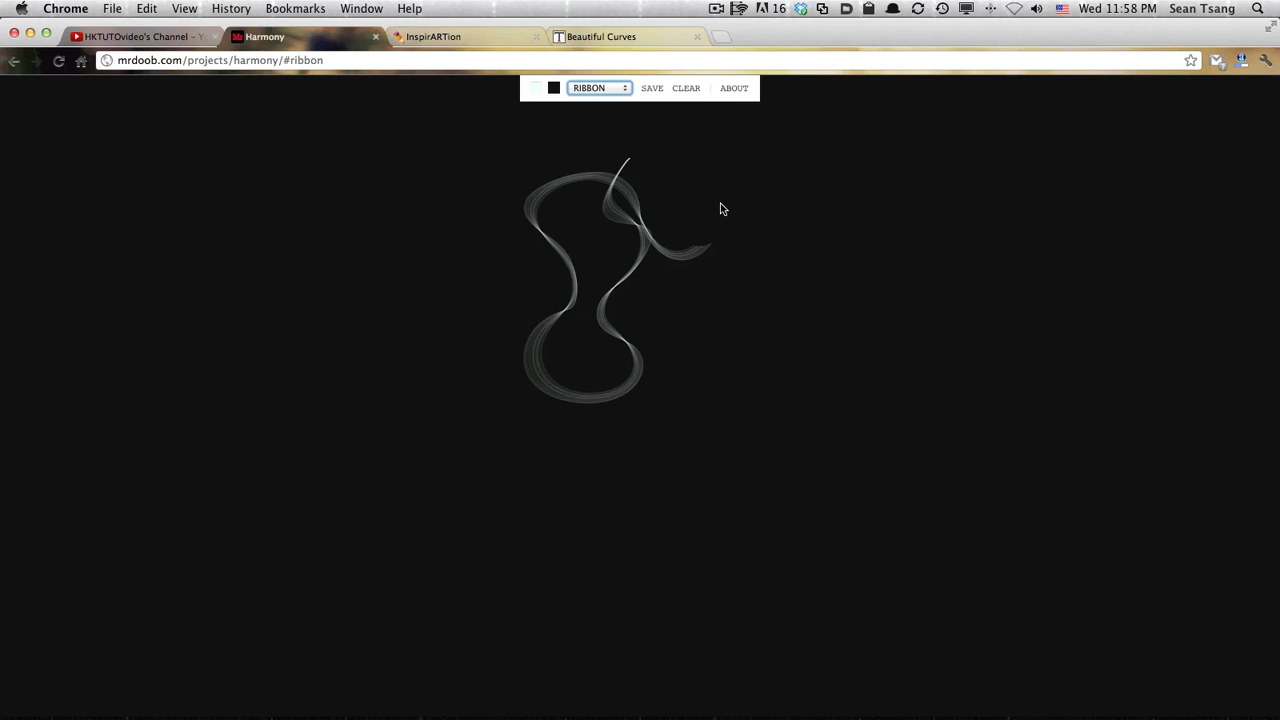 Chrome File Edit View History Bookmarks Window Help 16 Wed 11:58 PM Sean Tsang
HKTUTOvideo's Channel – Harmony InspirARTion Beautiful Curves
mrdoob.com/projects/harmony/#ribbon
RIBBON SAVE CLEAR | ABOUT